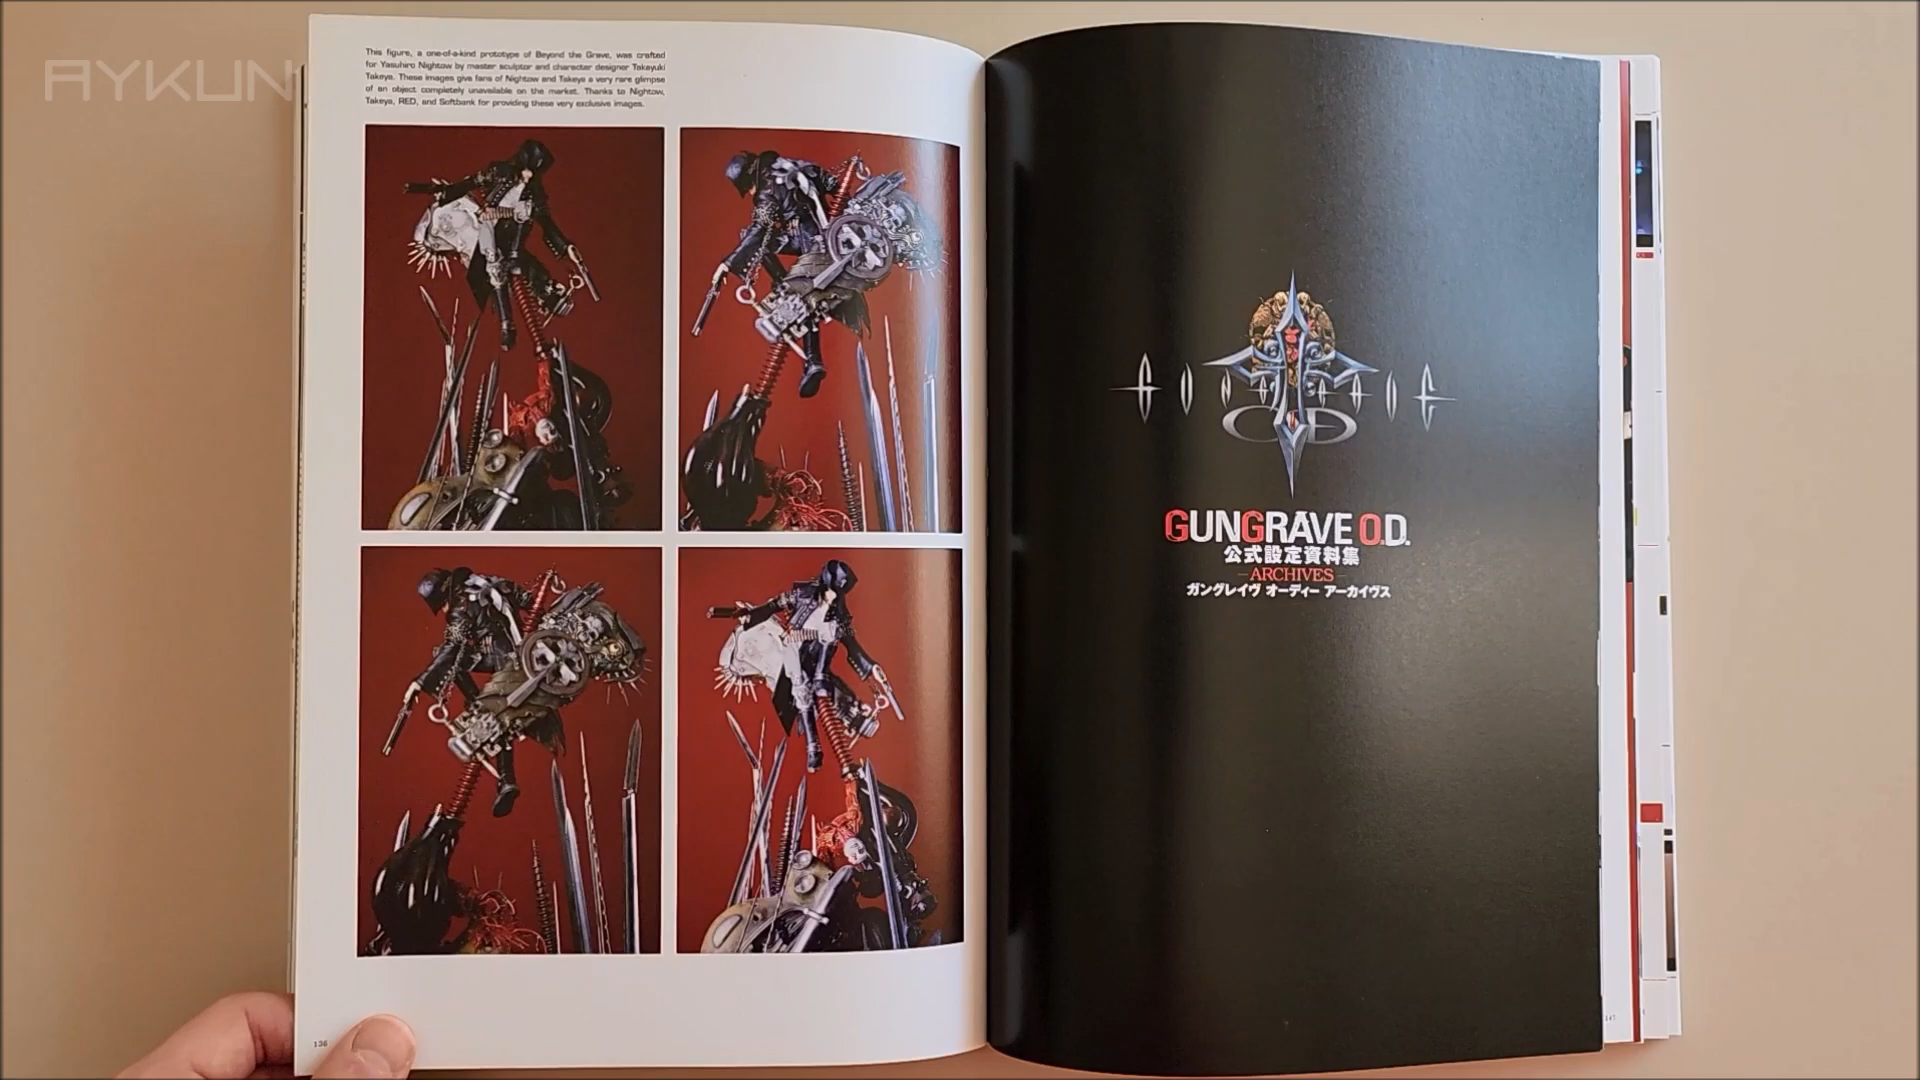 AYKUN
This figure, a one-of-a-kind prototype of Beyond the Grave, was crafted
for Yasuhiro Nightow by master sculptor and character designer Takayuki
Takeya. These images give fans of Nightow and Takeya a very rare glimpse
of an object completely unavailable on the market. Thanks to Nightow,
Takeya, RED, and Softbank for providing these very exclusive images.
136
GUNGRAVE O.D.
公式設定資料集
ARCHIVES
ガングレイヴ オーディー アーカイヴス
147